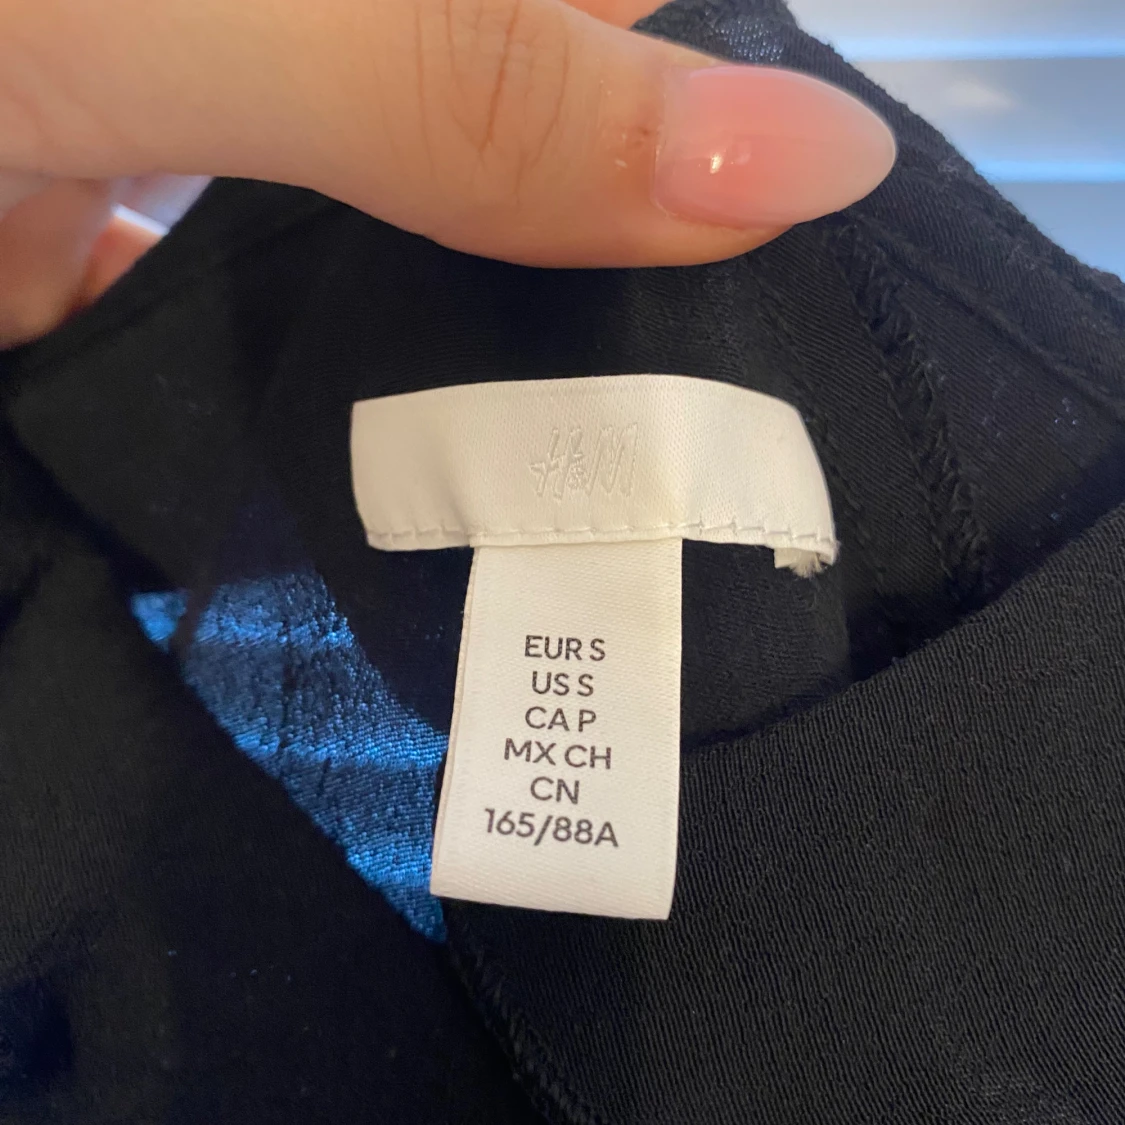 H&M
EUR S
US S
CA P
MX CH
CN
165/88A